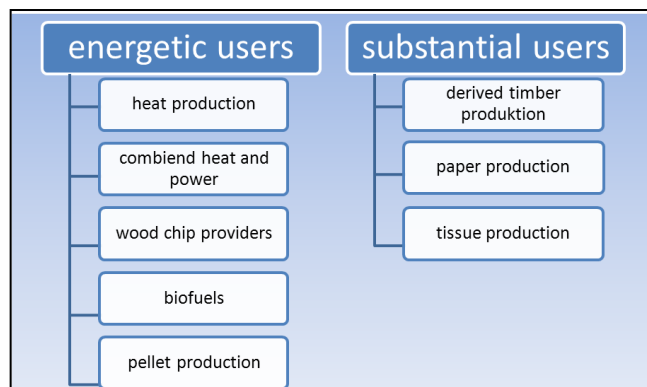 energetic users
heat production
combiend heat and
power
wood chip providers
biofuels
pellet production
substantial users
derived timber
produktion
paper production
tissue production